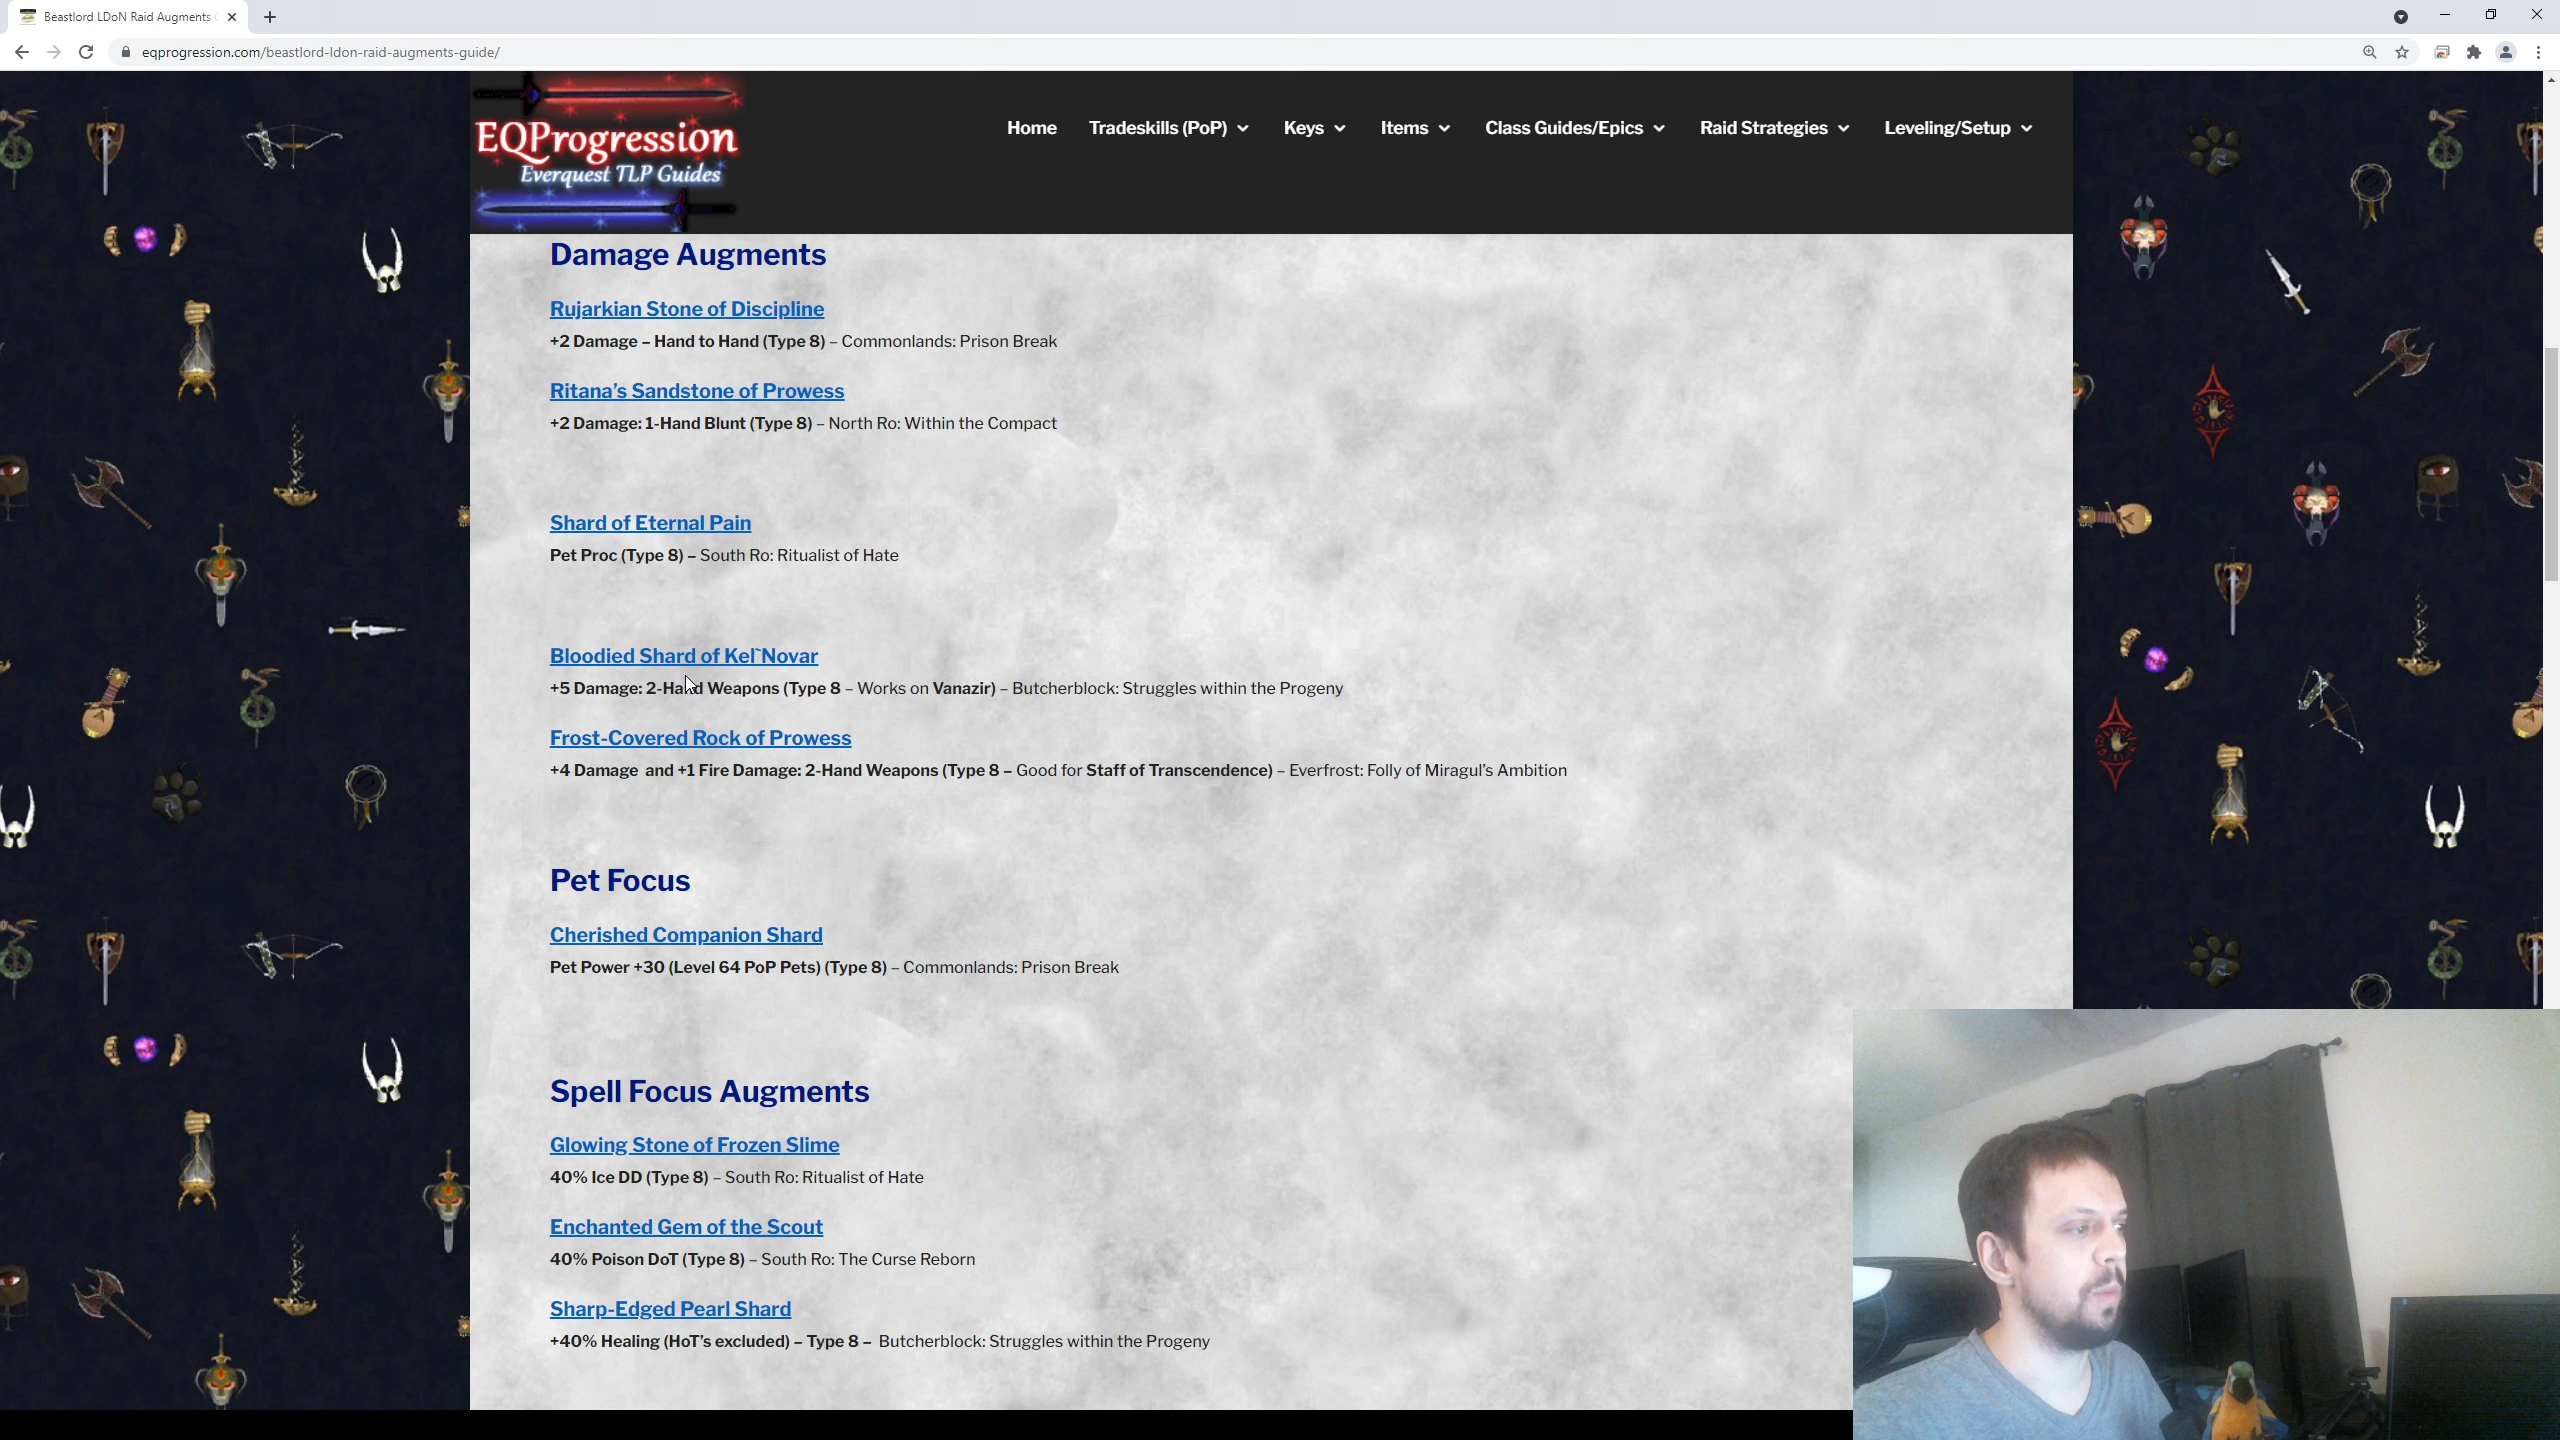 Beastlord LDoN Raid Augments
eqprogression.com/beastlord-ldon-raid-augments-guide/
EQProgression
Everquest TLP Guides
Home Tradeskills (PoP) Keys Items Class Guides/Epics Raid Strategies Leveling/Setup
Damage Augments
Rujarkian Stone of Discipline
+2 Damage – Hand to Hand (Type 8) – Commonlands: Prison Break
Ritana’s Sandstone of Prowess
+2 Damage: 1-Hand Blunt (Type 8) – North Ro: Within the Compact
Shard of Eternal Pain
Pet Proc (Type 8) – South Ro: Ritualist of Hate
Bloodied Shard of Kel`Novar
+5 Damage: 2-Hand Weapons (Type 8 – Works on Vanazir) – Butcherblock: Struggles within the Progeny
Frost-Covered Rock of Prowess
+4 Damage and +1 Fire Damage: 2-Hand Weapons (Type 8 – Good for Staff of Transcendence) – Everfrost: Folly of Miragul’s Ambition
Pet Focus
Cherished Companion Shard
Pet Power +30 (Level 64 PoP Pets) (Type 8) – Commonlands: Prison Break
Spell Focus Augments
Glowing Stone of Frozen Slime
40% Ice DD (Type 8) – South Ro: Ritualist of Hate
Enchanted Gem of the Scout
40% Poison DoT (Type 8) – South Ro: The Curse Reborn
Sharp-Edged Pearl Shard
+40% Healing (HoT’s excluded) – Type 8 – Butcherblock: Struggles within the Progeny